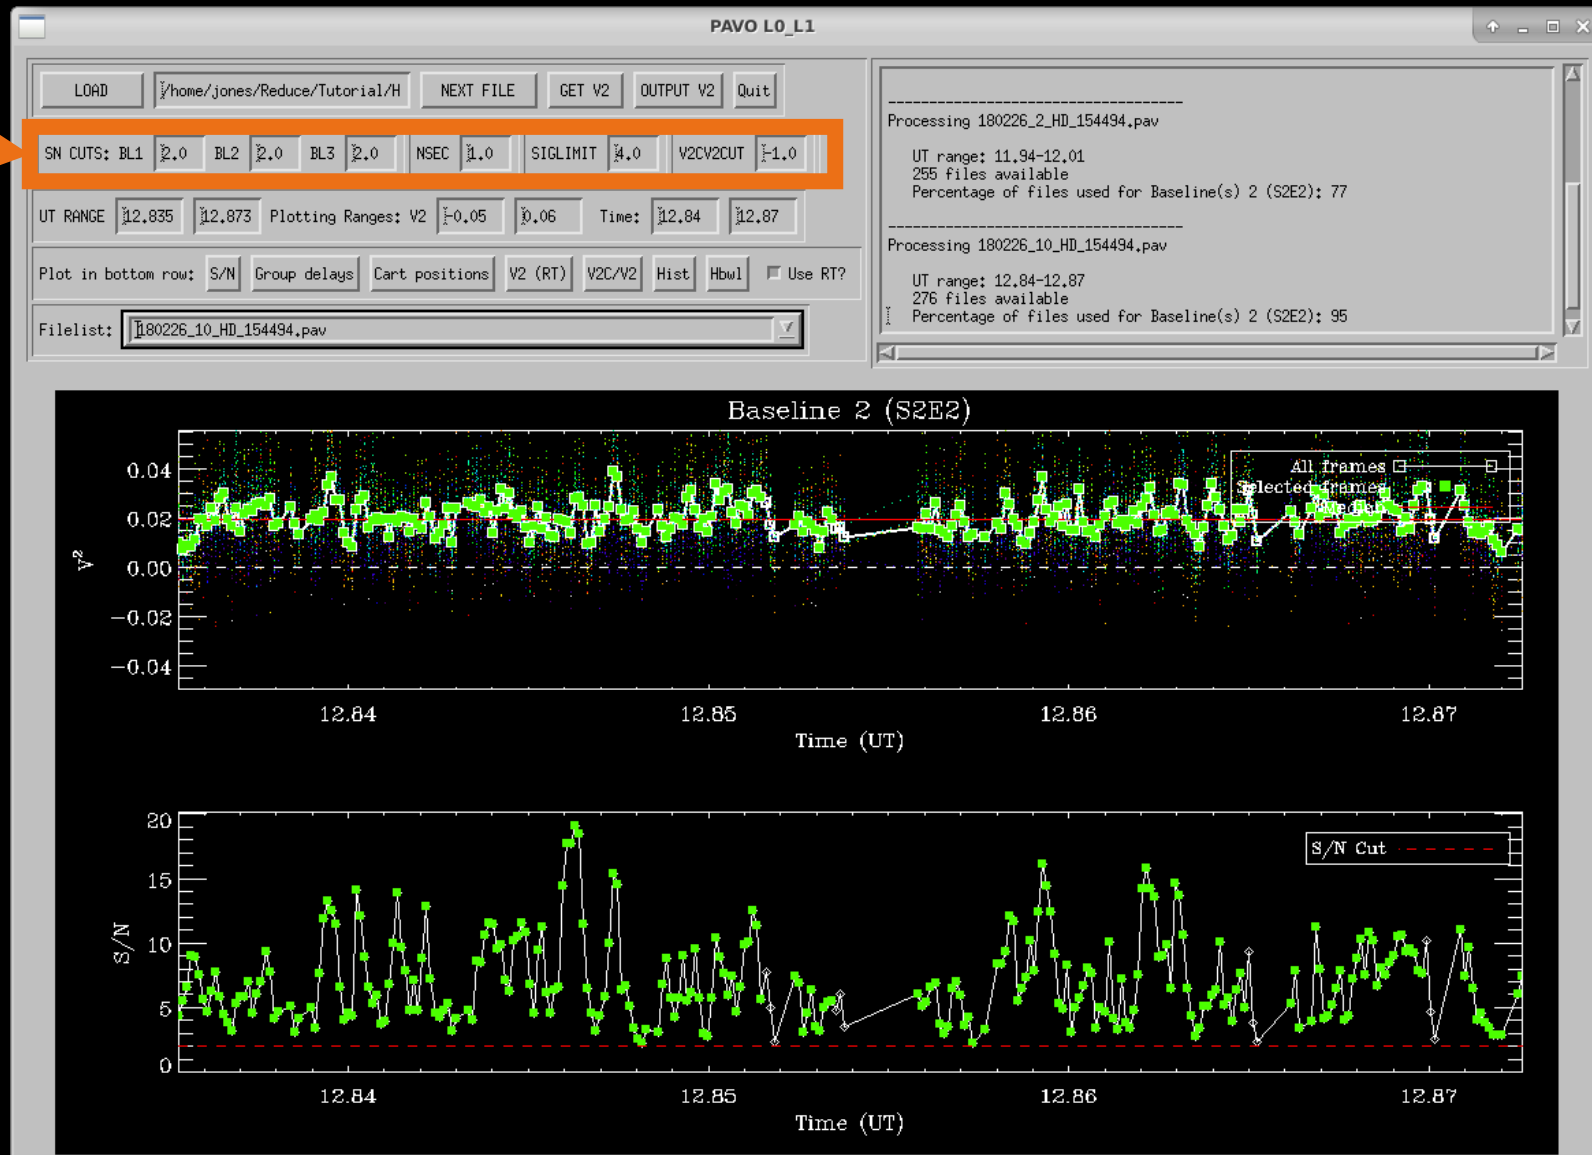 PAVO L0_L1
LOAD /home/jones/Reduce/Tutorial/H NEXT FILE GET V2 OUTPUT V2 Quit
SN CUTS: BL1 2.0 BL2 2.0 BL3 2.0 NSEC 1.0 SIGLIMIT 4.0 V2CV2CUT -1.0
UT RANGE 12.835 12.873 Plotting Ranges: V2 -0.05 0.06 Time: 12.84 12.87
Plot in bottom row: S/N Group delays Cart positions V2 (RT) V2C/V2 Hist Hbwl Use RT?
Filelist: 180226_10_HD_154494.pav
------------------------------------
Processing 180226_2_HD_154494.pav
UT range: 11.94-12.01
255 files available
Percentage of files used for Baseline(s) 2 (S2E2): 77
------------------------------------
Processing 180226_10_HD_154494.pav
UT range: 12.84-12.87
276 files available
Percentage of files used for Baseline(s) 2 (S2E2): 95
Baseline 2 (S2E2)
All frames
Selected frames
0.04
0.02
0.00
-0.02
-0.04
V²
12.84 12.85 12.86 12.87
Time (UT)
S/N Cut
20
15
10
5
0
S/N
12.84 12.85 12.86 12.87
Time (UT)